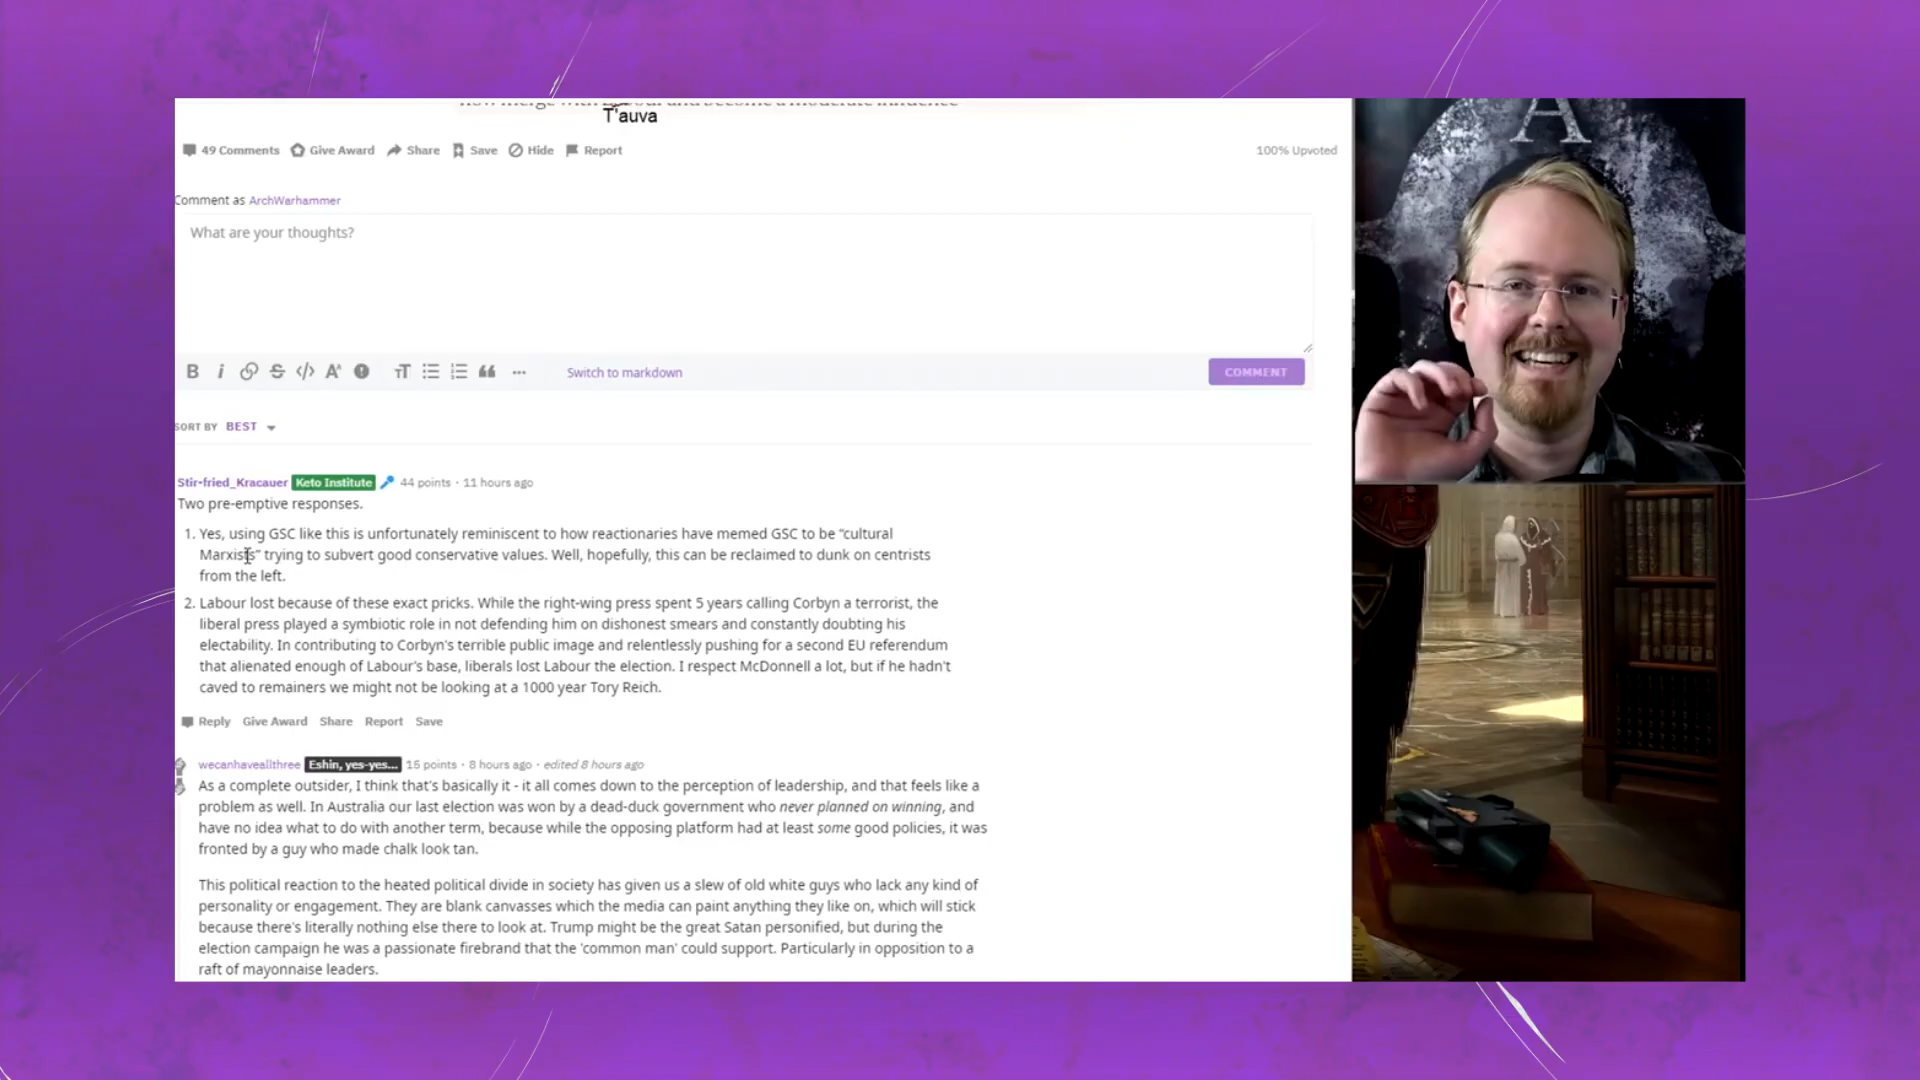 now merge with Labour and become a moderate influence
T'auva
49 Comments Give Award Share Save Hide Report 100% Upvoted
Comment as ArchWarhammer
What are your thoughts?
Switch to markdown
COMMENT
SORT BY BEST
Stir-fried_Kracauer Keto Institute 44 points · 11 hours ago
Two pre-emptive responses.
1. Yes, using GSC like this is unfortunately reminiscent to how reactionaries have memed GSC to be “cultural
Marxists” trying to subvert good conservative values. Well, hopefully, this can be reclaimed to dunk on centrists
from the left.
2. Labour lost because of these exact pricks. While the right-wing press spent 5 years calling Corbyn a terrorist, the
liberal press played a symbiotic role in not defending him on dishonest smears and constantly doubting his
electability. In contributing to Corbyn's terrible public image and relentlessly pushing for a second EU referendum
that alienated enough of Labour's base, liberals lost Labour the election. I respect McDonnell a lot, but if he hadn't
caved to remainers we might not be looking at a 1000 year Tory Reich.
Reply Give Award Share Report Save
wecanhaveallthree Eshin, yes-yes... 15 points · 8 hours ago · edited 8 hours ago
As a complete outsider, I think that's basically it - it all comes down to the perception of leadership, and that feels like a
problem as well. In Australia our last election was won by a dead-duck government who never planned on winning, and
have no idea what to do with another term, because while the opposing platform had at least some good policies, it was
fronted by a guy who made chalk look tan.
This political reaction to the heated political divide in society has given us a slew of old white guys who lack any kind of
personality or engagement. They are blank canvasses which the media can paint anything they like on, which will stick
because there's literally nothing else there to look at. Trump might be the great Satan personified, but during the
election campaign he was a passionate firebrand that the 'common man' could support. Particularly in opposition to a
raft of mayonnaise leaders.
A